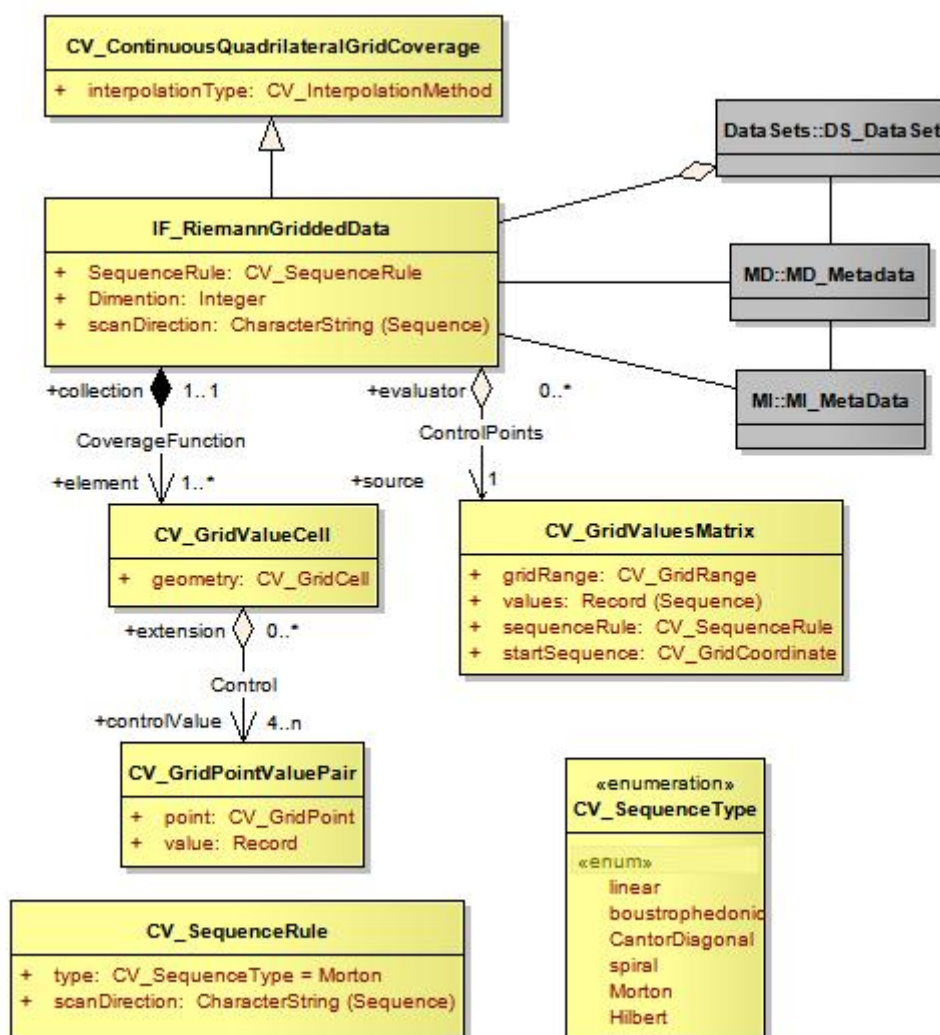 CV_ContinuousQuadrilateralGridCoverage
+ interpolationType: CV_InterpolationMethod
DataSets::DS_DataSet
IF_RiemannGriddedData
+ SequenceRule: CV_SequenceRule
+ Dimention: Integer
+ scanDirection: CharacterString (Sequence)
MD::MD_Metadata
MI::MI_MetaData
+collection 1..1
+evaluator 0..*
CoverageFunction
ControlPoints
+element 1..*
+source 1
CV_GridValueCell
+ geometry: CV_GridCell
CV_GridValuesMatrix
+ gridRange: CV_GridRange
+ values: Record (Sequence)
+ sequenceRule: CV_SequenceRule
+ startSequence: CV_GridCoordinate
+extension 0..*
Control
+controlValue 4..n
CV_GridPointValuePair
+ point: CV_GridPoint
+ value: Record
«enumeration»
CV_SequenceType
«enum»
linear
boustrophedonic
CantorDiagonal
spiral
Morton
Hilbert
CV_SequenceRule
+ type: CV_SequenceType = Morton
+ scanDirection: CharacterString (Sequence)